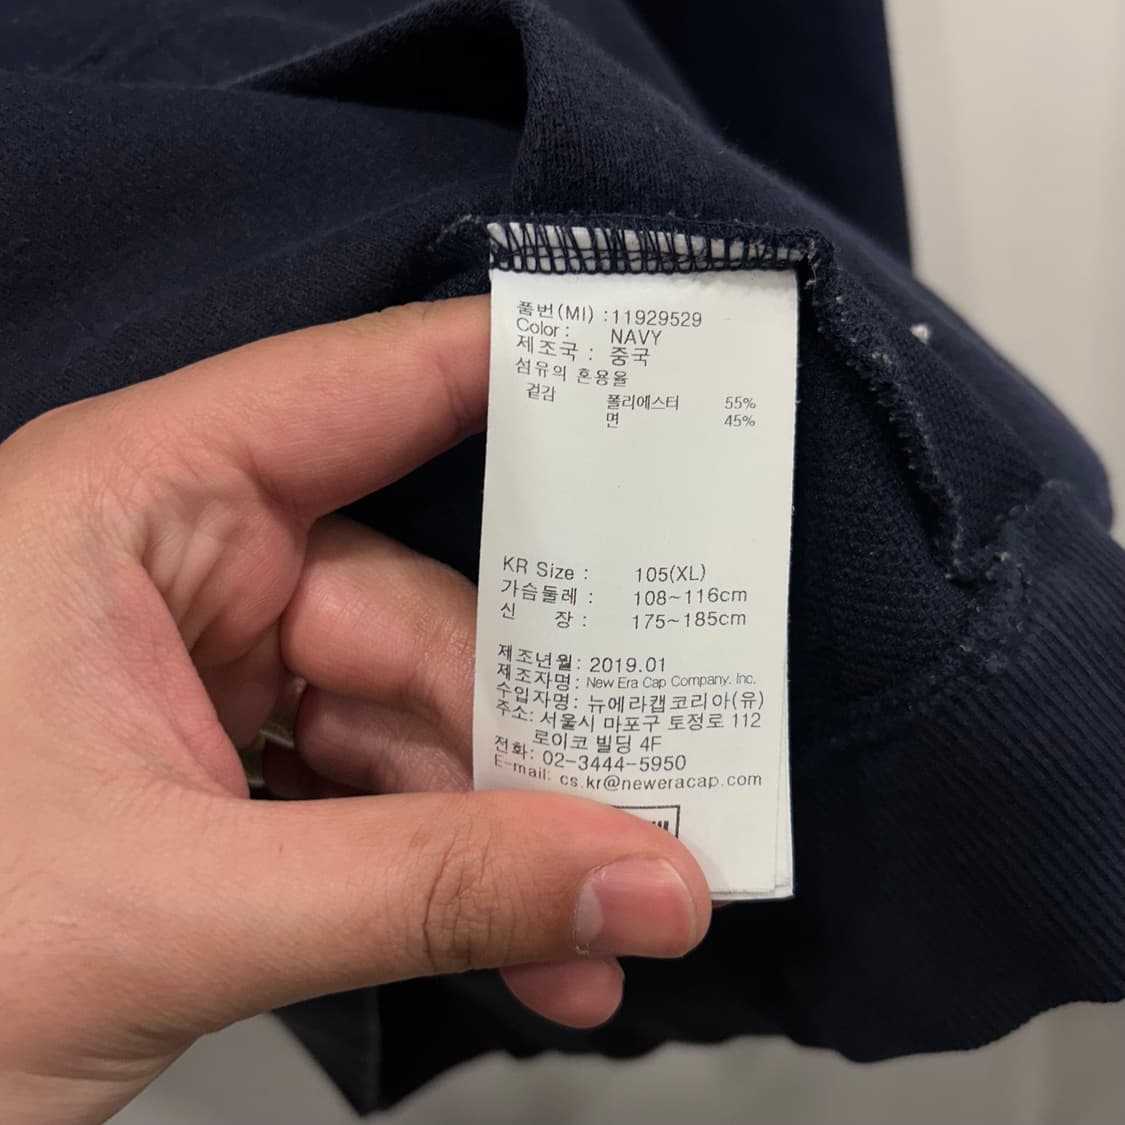 품번(MI) : 11929529
Color : NAVY
제조국 : 중국
섬유의 혼용율
겉감 폴리에스터 55%
면 45%
KR Size : 105(XL)
가슴둘레 : 108~116cm
신 장 : 175~185cm
제조년월: 2019.01
제조자명: New Era Cap Company. Inc.
수입자명: 뉴에라캡코리아(유)
주소: 서울시 마포구 토정로 112
로이코 빌딩 4F
전화: 02-3444-5950
E-mail: cs.kr@neweracap.com